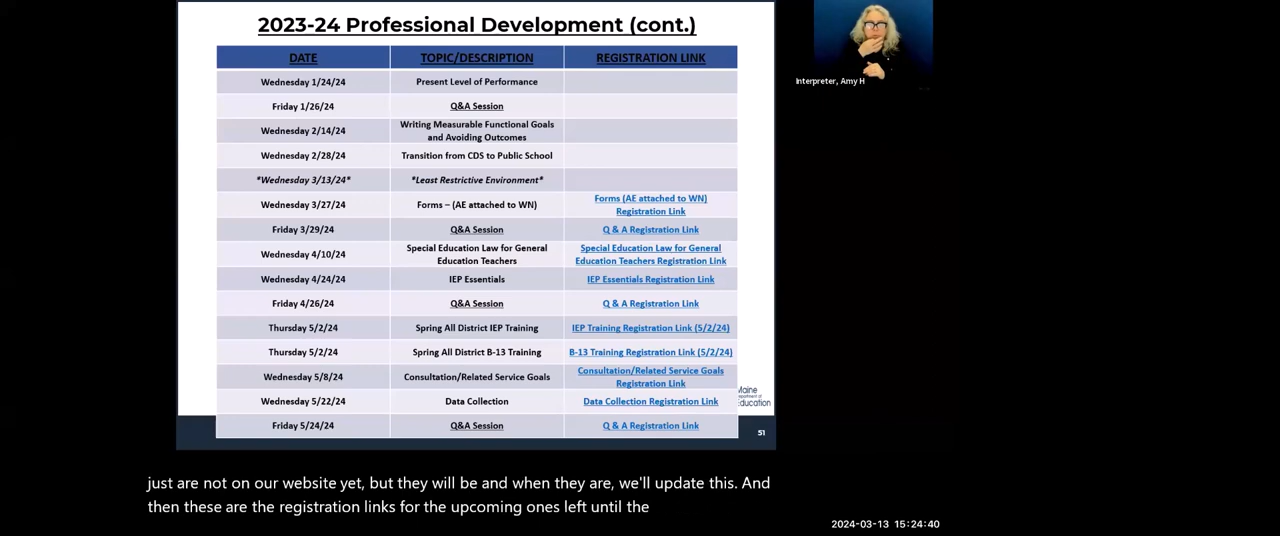 2023-24 Professional Development (cont.)
DATE TOPIC/DESCRIPTION REGISTRATION LINK
Wednesday 1/24/24 Present Level of Performance
Friday 1/26/24 Q&A Session
Wednesday 2/14/24 Writing Measurable Functional Goals
and Avoiding Outcomes
Wednesday 2/28/24 Transition from CDS to Public School
*Wednesday 3/13/24* *Least Restrictive Environment*
Wednesday 3/27/24 Forms – (AE attached to WN) Forms (AE attached to WN)
Registration Link
Friday 3/29/24 Q&A Session Q & A Registration Link
Wednesday 4/10/24 Special Education Law for General Special Education Law for General
Education Teachers Education Teachers Registration Link
Wednesday 4/24/24 IEP Essentials IEP Essentials Registration Link
Friday 4/26/24 Q&A Session Q & A Registration Link
Thursday 5/2/24 Spring All District IEP Training IEP Training Registration Link (5/2/24)
Thursday 5/2/24 Spring All District B-13 Training B-13 Training Registration Link (5/2/24)
Wednesday 5/8/24 Consultation/Related Service Goals Consultation/Related Service Goals
Registration Link
Wednesday 5/22/24 Data Collection Data Collection Registration Link
Friday 5/24/24 Q&A Session Q & A Registration Link
Maine
Department of
Education
51
Interpreter, Amy H
just are not on our website yet, but they will be and when they are, we'll update this. And
then these are the registration links for the upcoming ones left until the
2024-03-13 15:24:40